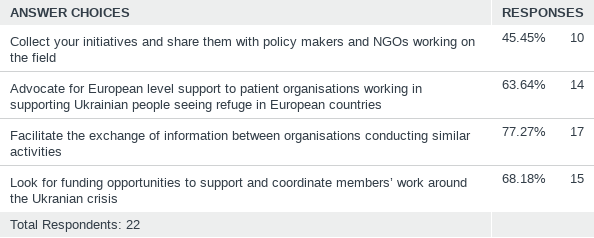 ANSWER CHOICES RESPONSES
Collect your initiatives and share them with policy makers and NGOs working on 45.45% 10
the field
Advocate for European level support to patient organisations working in 63.64% 14
supporting Ukrainian people seeing refuge in European countries
Facilitate the exchange of information between organisations conducting similar 77.27% 17
activities
Look for funding opportunities to support and coordinate members' work around 68.18% 15
the Ukranian crisis
Total Respondents: 22